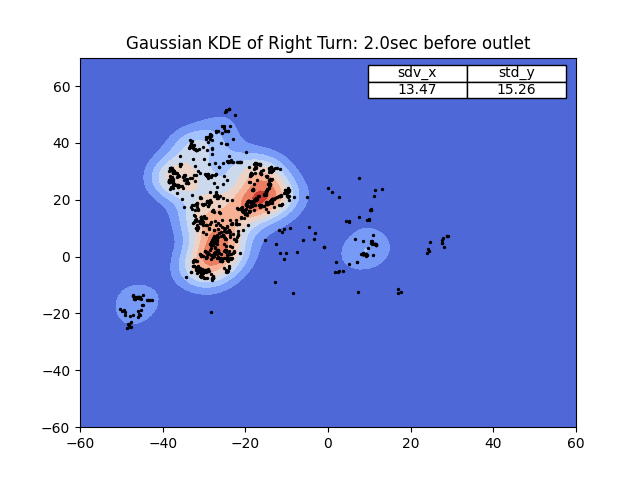 Gaussian KDE of Right Turn: 2.0sec before outlet
sdv_x std_y
13.47 15.26
60
40
20
0
−20
−40
−60
−60 −40 −20 0 20 40 60